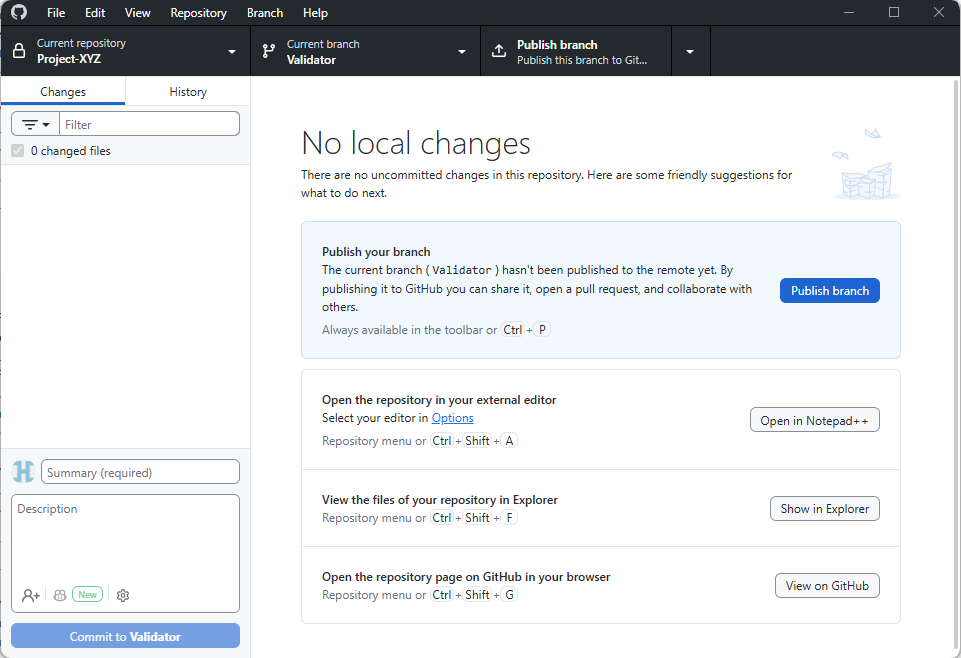 File Edit View Repository Branch Help
Current repository
Project-XYZ
Current branch
Validator
Publish branch
Publish this branch to Git...
Changes History
Filter
0 changed files
No local changes
There are no uncommitted changes in this repository. Here are some friendly suggestions for
what to do next.
Publish your branch
The current branch ( Validator ) hasn't been published to the remote yet. By
publishing it to GitHub you can share it, open a pull request, and collaborate with
others.
Always available in the toolbar or Ctrl + P
Publish branch
Open the repository in your external editor
Select your editor in Options
Repository menu or Ctrl + Shift + A
Open in Notepad++
View the files of your repository in Explorer
Repository menu or Ctrl + Shift + F
Show in Explorer
Open the repository page on GitHub in your browser
Repository menu or Ctrl + Shift + G
View on GitHub
Summary (required)
Description
New
Commit to Validator